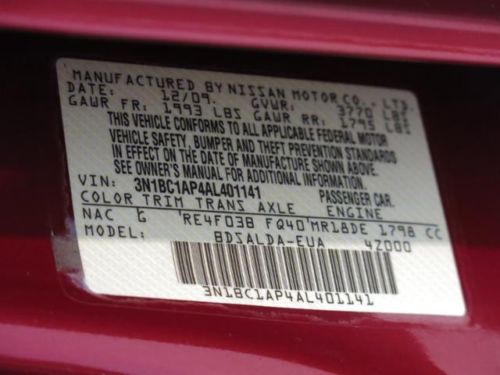 MANUFACTURED BY NISSAN MOTOR CO., LTD.
DATE: 12/09. GVWR: 3770 LBS
GAWR FR: 1993 LBS GAWR RR: 1795 LBS
THIS VEHICLE CONFORMS TO ALL APPLICABLE FEDERAL MOTOR
VEHICLE SAFETY, BUMPER AND THEFT PREVENTION STANDARDS
IN EFFECT ON THE DATE OF MANUFACTURE SHOWN ABOVE.
SEE OWNER'S MANUAL FOR ADDITIONAL INFO.
VIN: 3N1BC1AP4AL401141 PASSENGER CAR.
COLOR TRIM TRANS AXLE ENGINE
NAC G RE4F03B FQ40 MR18DE 1798 CC
MODEL: BDSALDA-EUA 4Z000
3N1BC1AP4AL401141